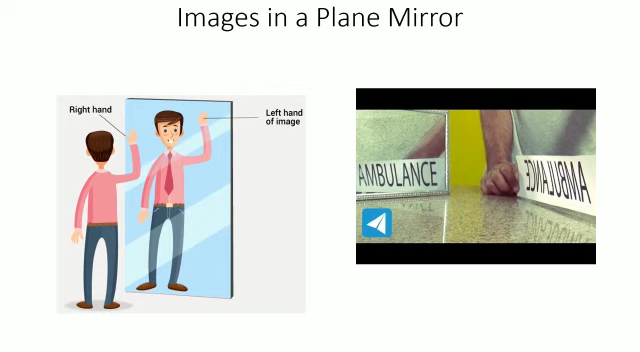 Images in a Plane Mirror
Right hand
Left hand
of image
AMBULANCE
AMBULANCE